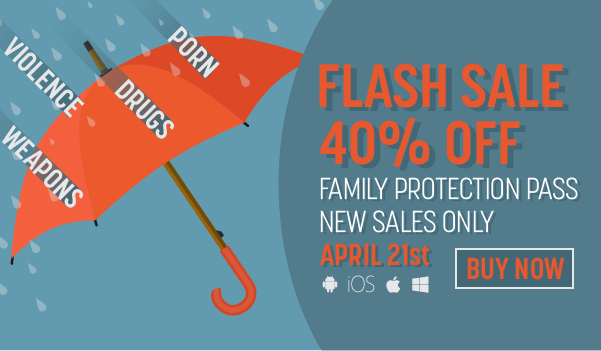 PORN
VIOLENCE
DRUGS
WEAPONS
FLASH SALE
40% OFF
FAMILY PROTECTION PASS
NEW SALES ONLY
APRIL 21st
iOS
BUY NOW